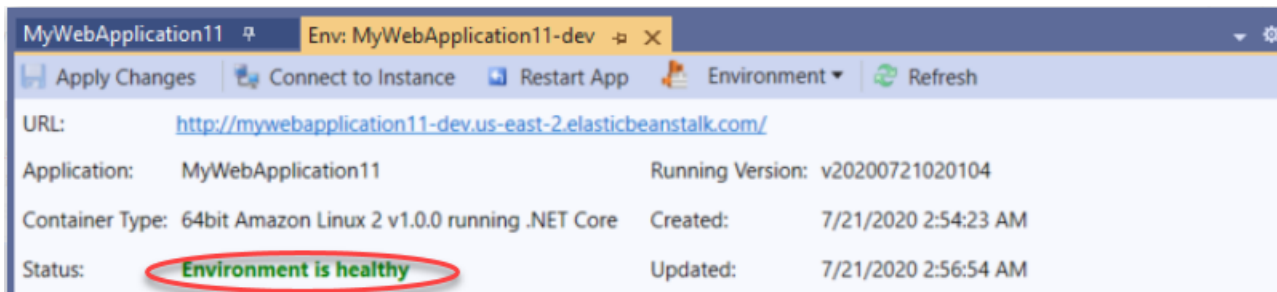 MyWebApplication11 Env: MyWebApplication11-dev
Apply Changes Connect to Instance Restart App Environment Refresh
URL: http://mywebapplication11-dev.us-east-2.elasticbeanstalk.com/
Application: MyWebApplication11 Running Version: v20200721020104
Container Type: 64bit Amazon Linux 2 v1.0.0 running .NET Core Created: 7/21/2020 2:54:23 AM
Status: Environment is healthy Updated: 7/21/2020 2:56:54 AM